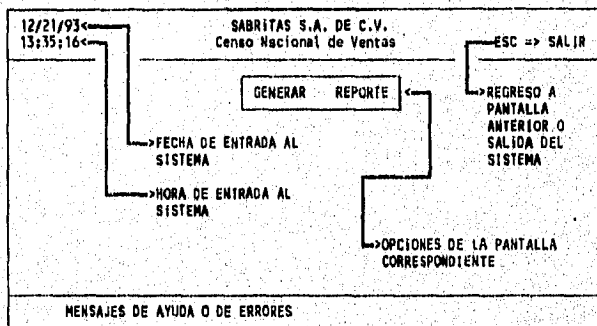 12/21/93<
SABRITAS S.A. DE C.V.
13:35:16<
Censo Nacional de Ventas
ESC => SALIR
GENERAR REPORTE <
>REGRESO A
PANTALLA
ANTERIOR O
SALIDA DEL
SISTEMA
>FECHA DE ENTRADA AL
SISTEMA
>HORA DE ENTRADA AL
SISTEMA
>OPCIONES DE LA PANTALLA
CORRESPONDIENTE
MENSAJES DE AYUDA O DE ERRORES